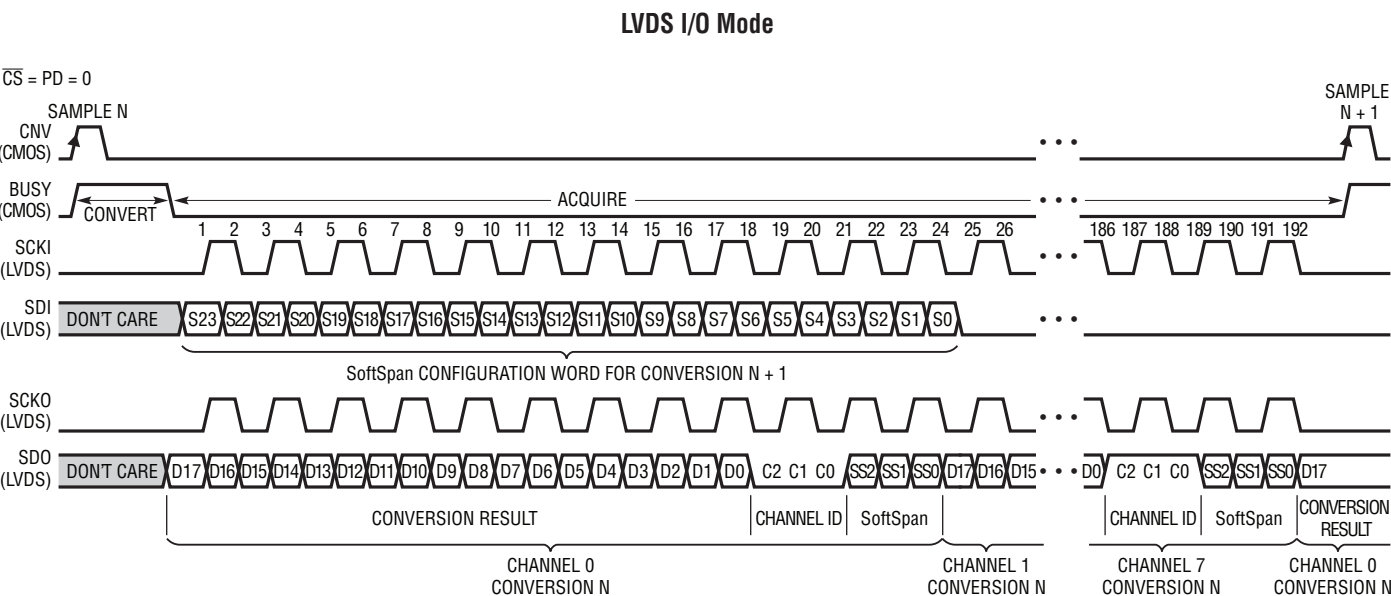 LVDS I/O Mode
CS = PD = 0
SAMPLE N
SAMPLE
N + 1
CNV
(CMOS)
BUSY
(CMOS)
CONVERT
ACQUIRE
1 2 3 4 5 6 7 8 9 10 11 12 13 14 15 16 17 18 19 20 21 22 23 24 25 26 186 187 188 189 190 191 192
SCKI
(LVDS)
SDI
(LVDS)
DON'T CARE S23 S22 S21 S20 S19 S18 S17 S16 S15 S14 S13 S12 S11 S10 S9 S8 S7 S6 S5 S4 S3 S2 S1 S0
SoftSpan CONFIGURATION WORD FOR CONVERSION N + 1
SCKO
(LVDS)
SDO
(LVDS)
DON'T CARE D17 D16 D15 D14 D13 D12 D11 D10 D9 D8 D7 D6 D5 D4 D3 D2 D1 D0 C2 C1 C0 SS2 SS1 SS0 D17 D16 D15 D0 C2 C1 C0 SS2 SS1 SS0 D17
CONVERSION RESULT
CHANNEL ID
SoftSpan
CHANNEL ID
SoftSpan
CONVERSION
RESULT
CHANNEL 0
CONVERSION N
CHANNEL 1
CONVERSION N
CHANNEL 7
CONVERSION N
CHANNEL 0
CONVERSION N